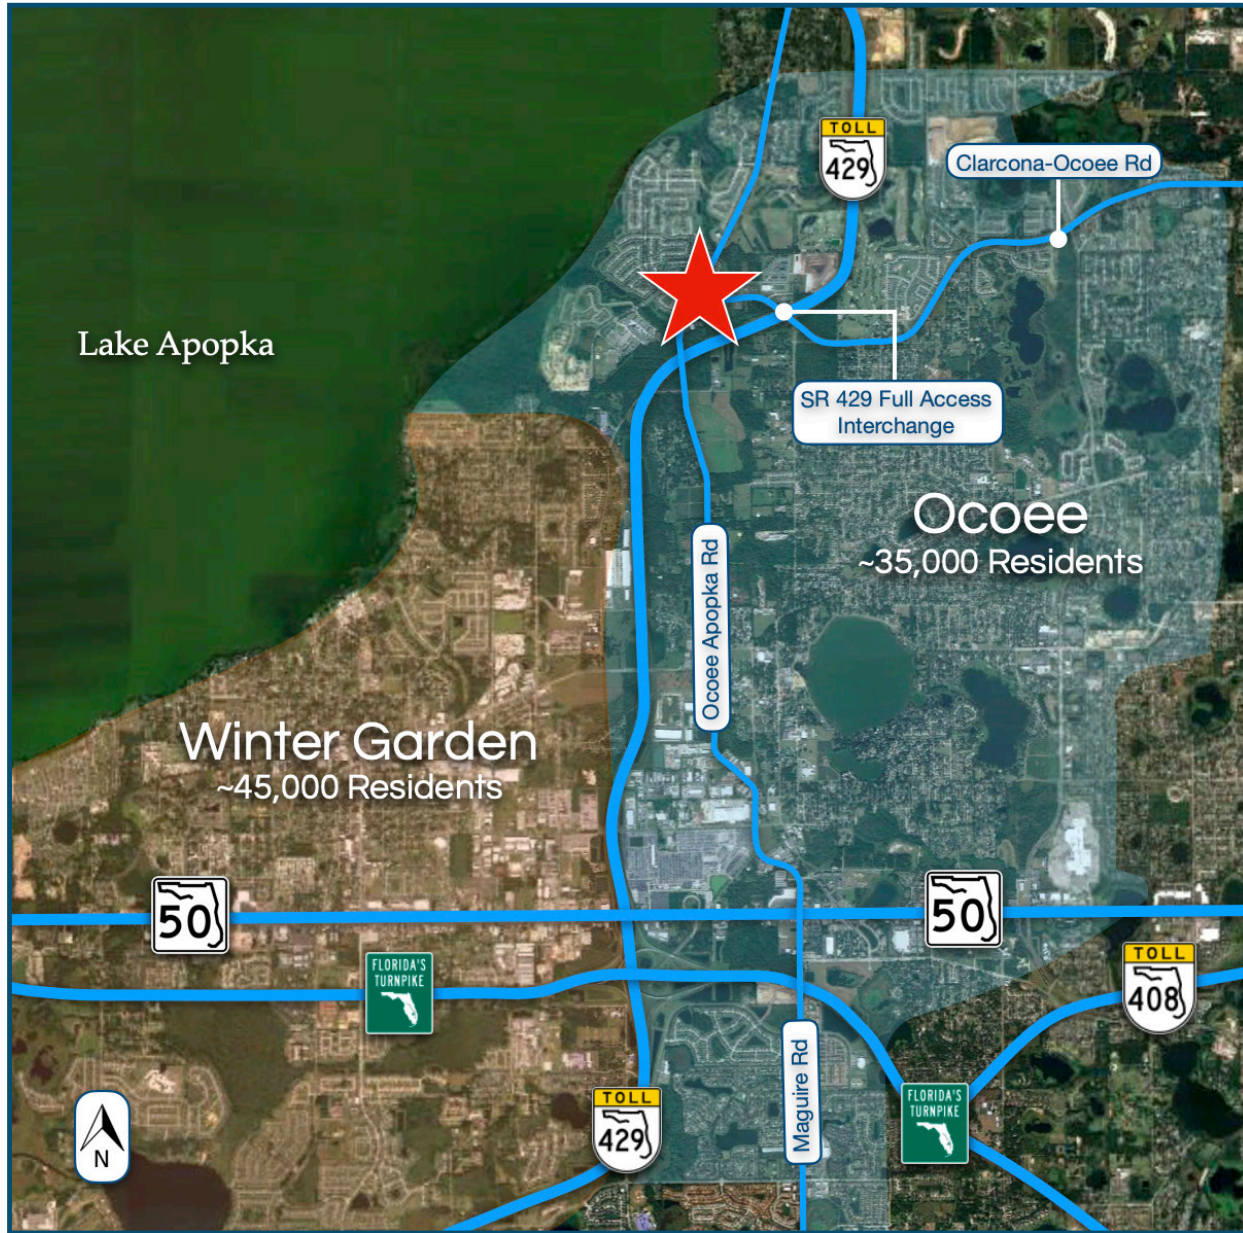 TOLL
429
Clarcona-Ocoee Rd
Lake Apopka
SR 429 Full Access
Interchange
Ocoee
~35,000 Residents
Ocoee Apopka Rd
Winter Garden
~45,000 Residents
50
50
FLORIDA'S
TURNPIKE
TOLL
408
Maguire Rd
TOLL
429
FLORIDA'S
TURNPIKE
N